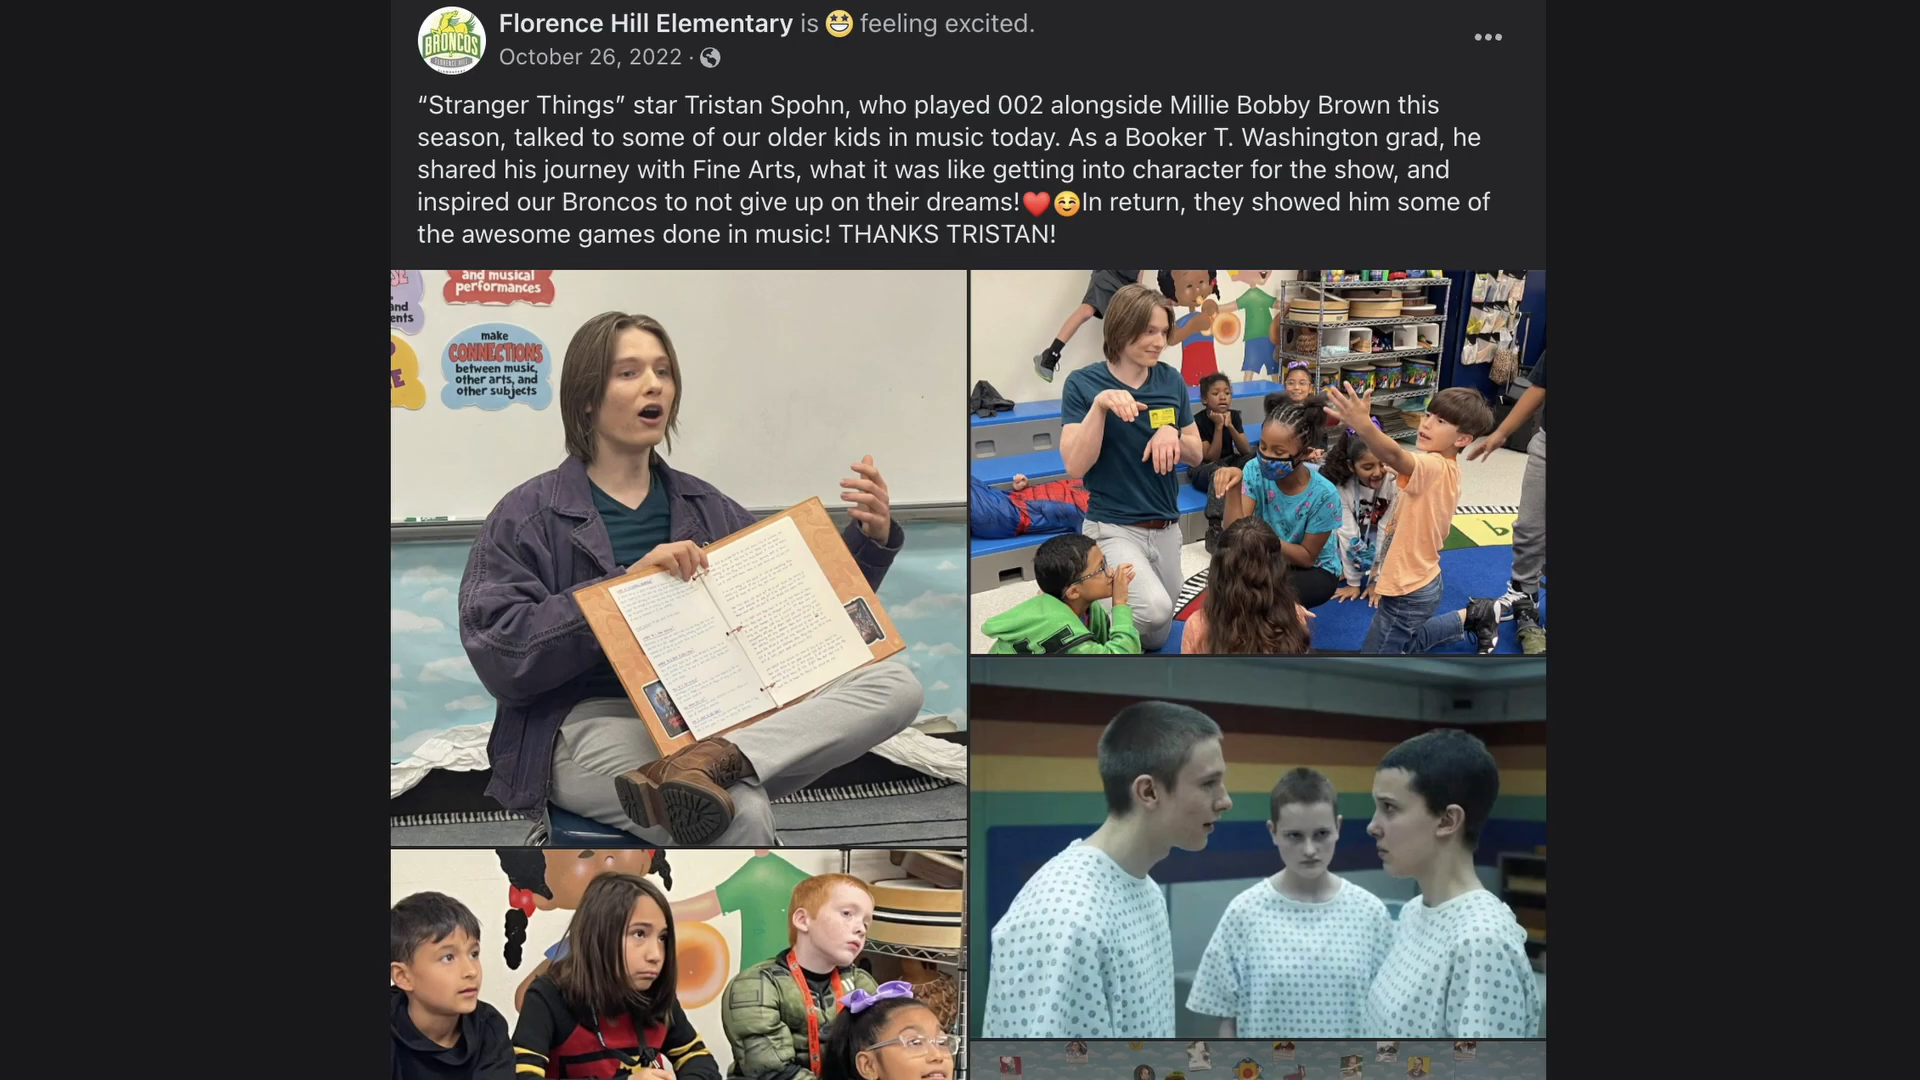 Florence Hill Elementary is 🤩 feeling excited.
October 26, 2022 ·
“Stranger Things” star Tristan Spohn, who played 002 alongside Millie Bobby Brown this
season, talked to some of our older kids in music today. As a Booker T. Washington grad, he
shared his journey with Fine Arts, what it was like getting into character for the show, and
inspired our Broncos to not give up on their dreams!❤️☺️In return, they showed him some of
the awesome games done in music! THANKS TRISTAN!
BRONCOS
FLORENCE HILL
and musical
performances
and
make
CONNECTIONS
between music,
other arts, and
other subjects